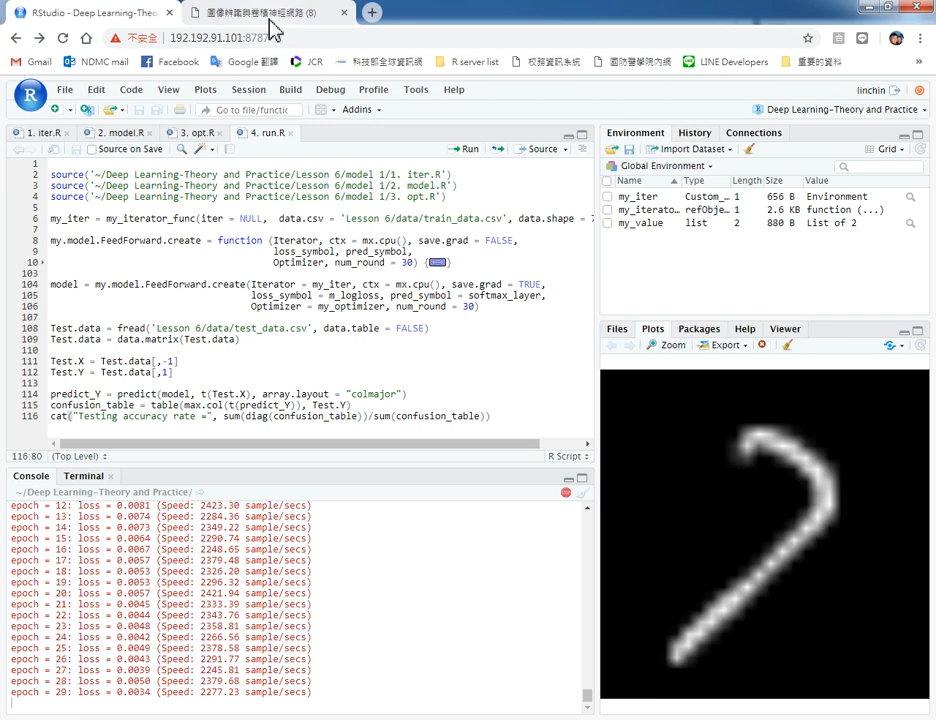 RStudio - Deep Learning-Theo
圖像辨識與卷積神經網路 (8)
不安全
192.192.91.101:8787
Gmail
NDMC mail
Facebook
Google 翻譯
JCR
科技部全球資訊網
R server list
校務資訊系統
國防醫學院內網
LINE Developers
重要的資料
»
R
File Edit Code View Plots Session Build Debug Profile Tools Help
linchin
Go to file/functic
Addins
Deep Learning-Theory and Practice
1. iter.R
2. model.R
3. opt.R
4. run.R
Source on Save
Run
Source
1
2 source('~/Deep Learning-Theory and Practice/Lesson 6/model 1/1. iter.R')
3 source('~/Deep Learning-Theory and Practice/Lesson 6/model 1/2. model.R')
4 source('~/Deep Learning-Theory and Practice/Lesson 6/model 1/3. opt.R')
5
6 my_iter = my_iterator_func(iter = NULL, data.csv = 'Lesson 6/data/train_data.csv', data.shape = 7
7
8 my.model.FeedForward.create = function (Iterator, ctx = mx.cpu(), save.grad = FALSE,
9 loss_symbol, pred_symbol,
10 Optimizer, num_round = 30) {
}
103
104 model = my.model.FeedForward.create(Iterator = my_iter, ctx = mx.cpu(), save.grad = TRUE,
105 loss_symbol = m_logloss, pred_symbol = softmax_layer,
106 Optimizer = my_optimizer, num_round = 30)
107
108 Test.data = fread('Lesson 6/data/test_data.csv', data.table = FALSE)
109 Test.data = data.matrix(Test.data)
110
111 Test.X = Test.data[,-1]
112 Test.Y = Test.data[,1]
113
114 predict_Y = predict(model, t(Test.X), array.layout = "colmajor")
115 confusion_table = table(max.col(t(predict_Y)), Test.Y)
116 cat("Testing accuracy rate =", sum(diag(confusion_table))/sum(confusion_table))
116:80
(Top Level)
R Script
Console
Terminal
~/Deep Learning-Theory and Practice/
epoch = 12: loss = 0.0081 (Speed: 2423.30 sample/secs)
epoch = 13: loss = 0.0074 (Speed: 2284.36 sample/secs)
epoch = 14: loss = 0.0073 (Speed: 2349.22 sample/secs)
epoch = 15: loss = 0.0064 (Speed: 2290.74 sample/secs)
epoch = 16: loss = 0.0067 (Speed: 2248.65 sample/secs)
epoch = 17: loss = 0.0057 (Speed: 2379.48 sample/secs)
epoch = 18: loss = 0.0053 (Speed: 2326.20 sample/secs)
epoch = 19: loss = 0.0053 (Speed: 2296.32 sample/secs)
epoch = 20: loss = 0.0057 (Speed: 2421.94 sample/secs)
epoch = 21: loss = 0.0045 (Speed: 2333.39 sample/secs)
epoch = 22: loss = 0.0044 (Speed: 2343.76 sample/secs)
epoch = 23: loss = 0.0048 (Speed: 2358.81 sample/secs)
epoch = 24: loss = 0.0042 (Speed: 2266.56 sample/secs)
epoch = 25: loss = 0.0049 (Speed: 2378.58 sample/secs)
epoch = 26: loss = 0.0043 (Speed: 2291.77 sample/secs)
epoch = 27: loss = 0.0039 (Speed: 2245.81 sample/secs)
epoch = 28: loss = 0.0050 (Speed: 2379.68 sample/secs)
epoch = 29: loss = 0.0034 (Speed: 2277.23 sample/secs)
Environment
History
Connections
Import Dataset
Grid
Global Environment
Name Type Length Size Value
my_iter Custom_… 1 656 B Environment
my_iterato… refObje… 1 2.6 KB function (...)
my_value list 2 880 B List of 2
Files
Plots
Packages
Help
Viewer
Zoom
Export